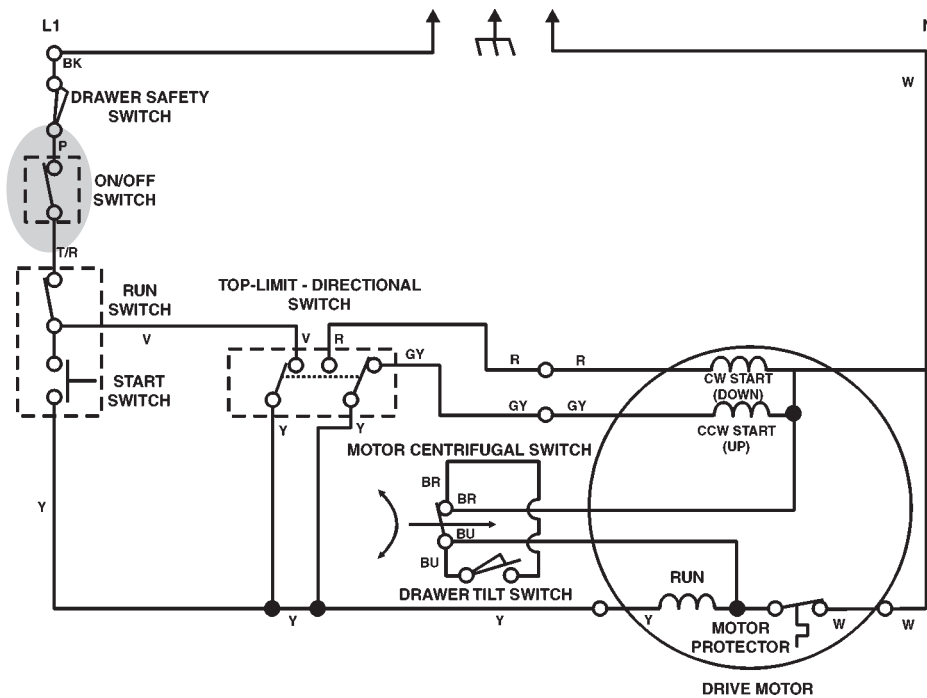 L1
BK
W
DRAWER SAFETY
SWITCH
P
ON/OFF
SWITCH
T/R
RUN
SWITCH
V
TOP-LIMIT - DIRECTIONAL
SWITCH
V
R
GY
R
R
CW START
(DOWN)
START
SWITCH
GY
GY
CCW START
(UP)
Y
Y
MOTOR CENTRIFUGAL SWITCH
BR
BR
BU
BU
Y
DRAWER TILT SWITCH
RUN
Y
Y
Y
MOTOR
PROTECTOR
W
W
DRIVE MOTOR